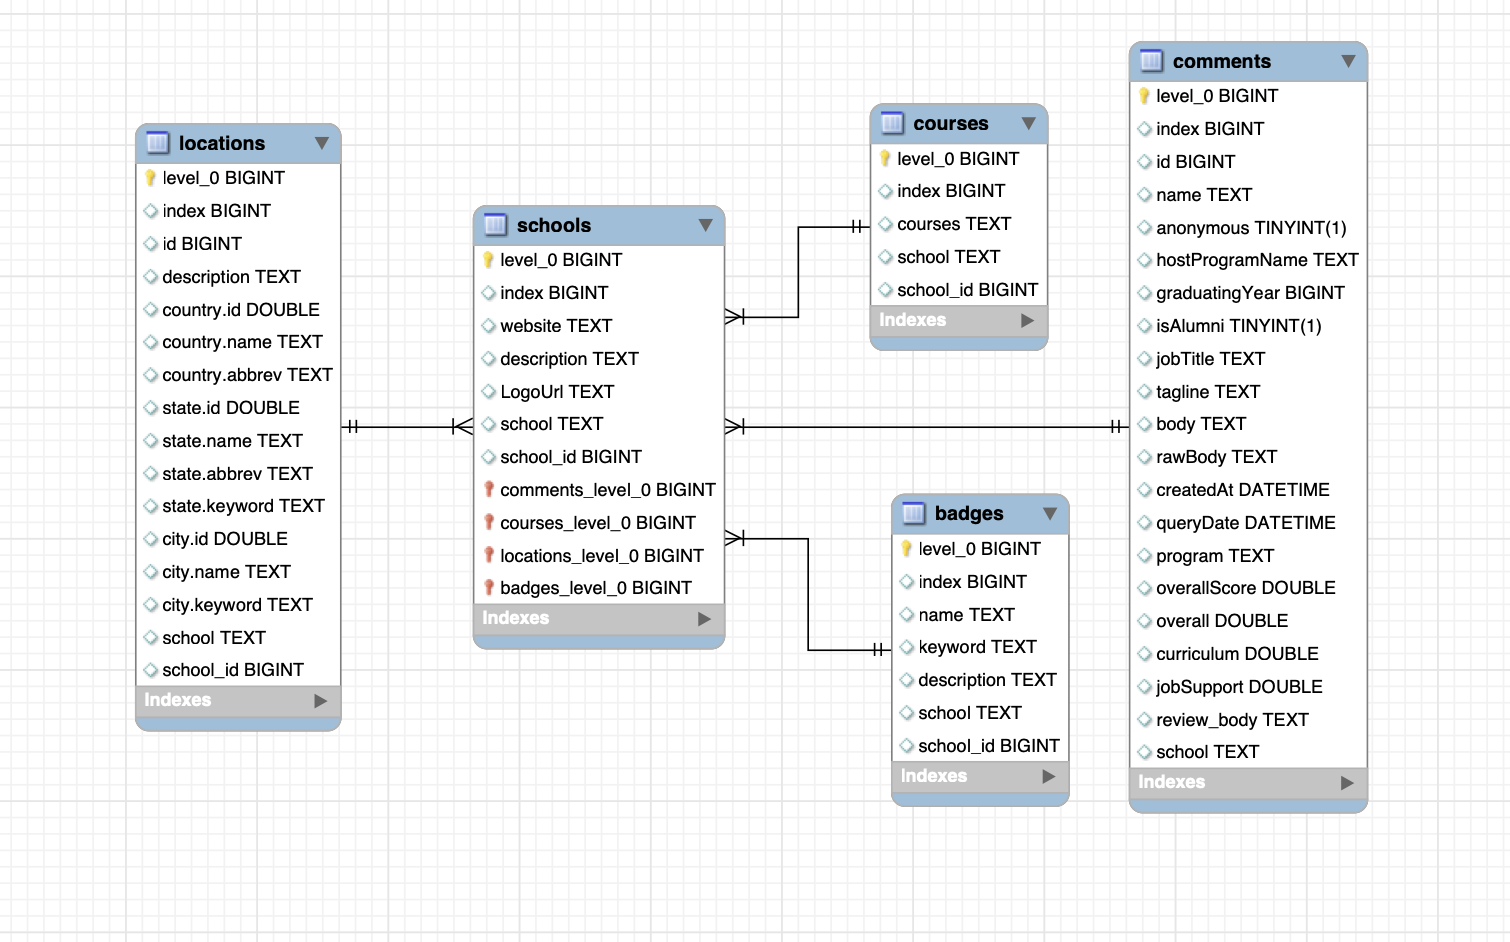 locations
level_0 BIGINT
index BIGINT
id BIGINT
description TEXT
country.id DOUBLE
country.name TEXT
country.abbrev TEXT
state.id DOUBLE
state.name TEXT
state.abbrev TEXT
state.keyword TEXT
city.id DOUBLE
city.name TEXT
city.keyword TEXT
school TEXT
school_id BIGINT
Indexes
schools
level_0 BIGINT
index BIGINT
website TEXT
description TEXT
LogoUrl TEXT
school TEXT
school_id BIGINT
comments_level_0 BIGINT
courses_level_0 BIGINT
locations_level_0 BIGINT
badges_level_0 BIGINT
Indexes
courses
level_0 BIGINT
index BIGINT
courses TEXT
school TEXT
school_id BIGINT
Indexes
badges
level_0 BIGINT
index BIGINT
name TEXT
keyword TEXT
description TEXT
school TEXT
school_id BIGINT
Indexes
comments
level_0 BIGINT
index BIGINT
id BIGINT
name TEXT
anonymous TINYINT(1)
hostProgramName TEXT
graduatingYear BIGINT
isAlumni TINYINT(1)
jobTitle TEXT
tagline TEXT
body TEXT
rawBody TEXT
createdAt DATETIME
queryDate DATETIME
program TEXT
overallScore DOUBLE
overall DOUBLE
curriculum DOUBLE
jobSupport DOUBLE
review_body TEXT
school TEXT
Indexes